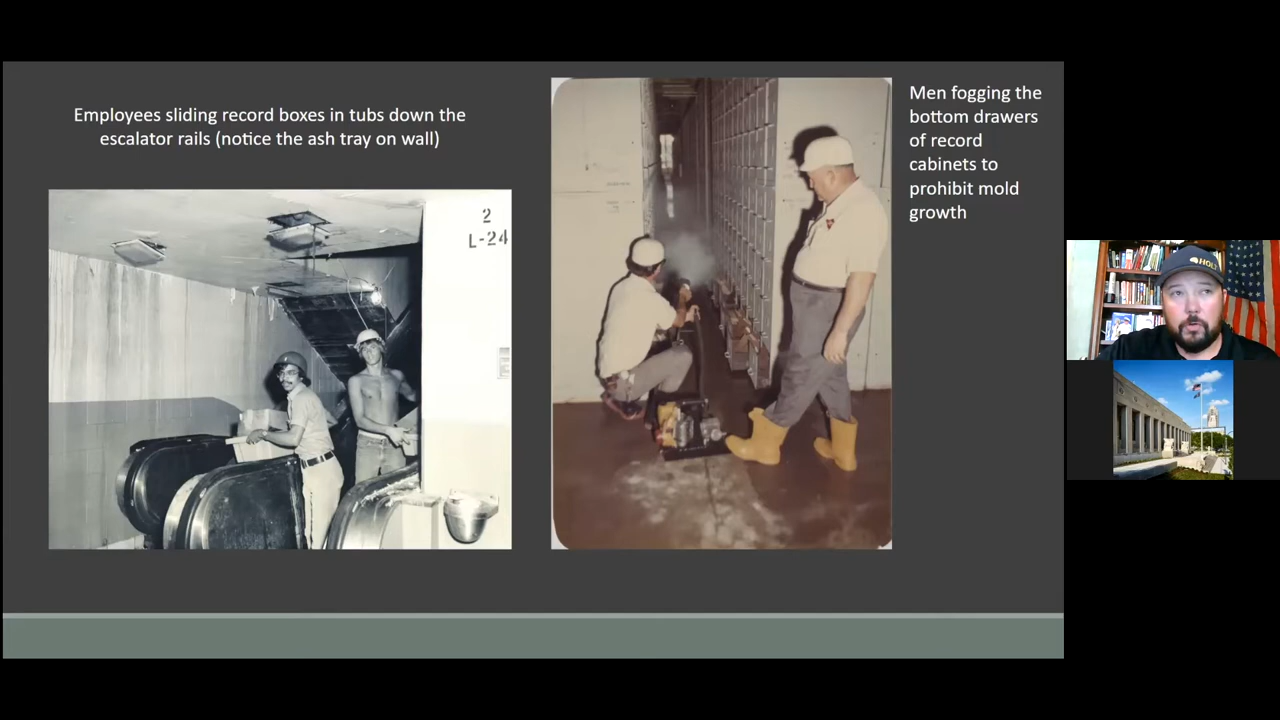 Employees sliding record boxes in tubs down the
escalator rails (notice the ash tray on wall)
2
L-24
Men fogging the
bottom drawers
of record
cabinets to
prohibit mold
growth
HOLT